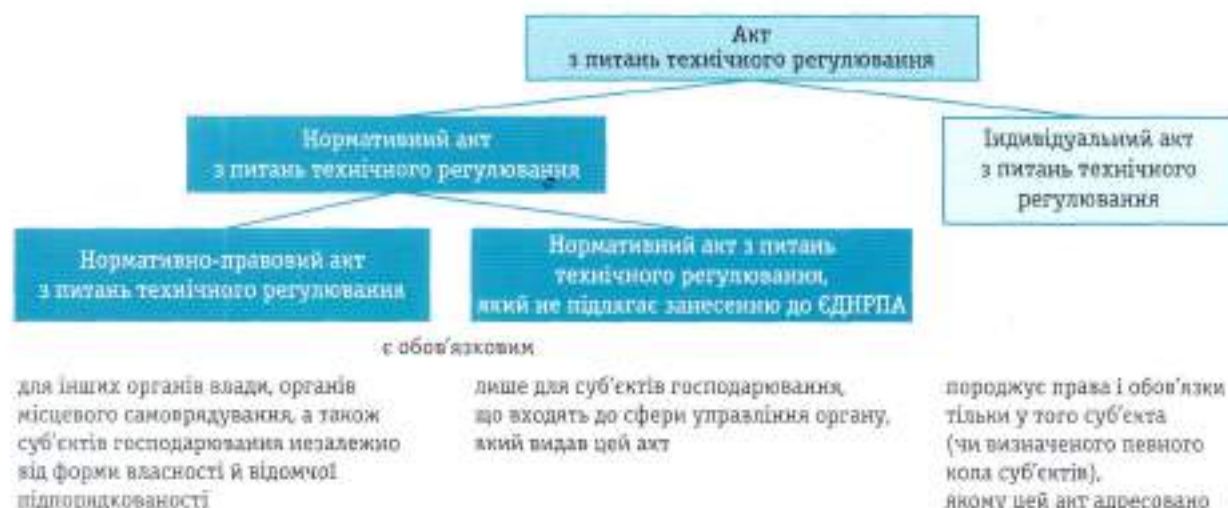 Акт
з питань технічного регулювання
Нормативний акт
з питань технічного регулювання
Індивідуальний акт
з питань технічного
регулювання
Нормативно-правовий акт
з питань технічного регулювання
Нормативний акт з питань
технічного регулювання,
який не підлягає занесенню до ЄДНРПА
є обов'язковим
для інших органів влади, органів
місцевого самоврядування, а також
суб'єктів господарювання незалежно
від форми власності й відомчої
підпорядкованості
лише для суб'єктів господарювання,
що входять до сфери управління органу,
який видав цей акт
породжує права і обов'язки
тільки у того суб'єкта
(чи визначеного певного
кола суб'єктів),
якому цей акт адресовано